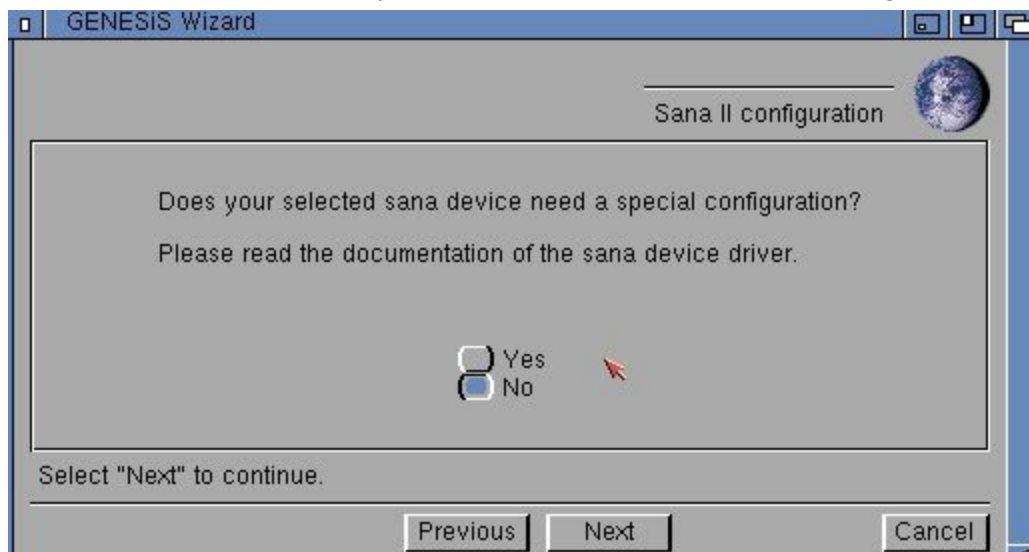 GENESiS Wizard
Sana II configuration
Does your selected sana device need a special configuration?
Please read the documentation of the sana device driver.
Yes
No
Select "Next" to continue.
Previous Next Cancel